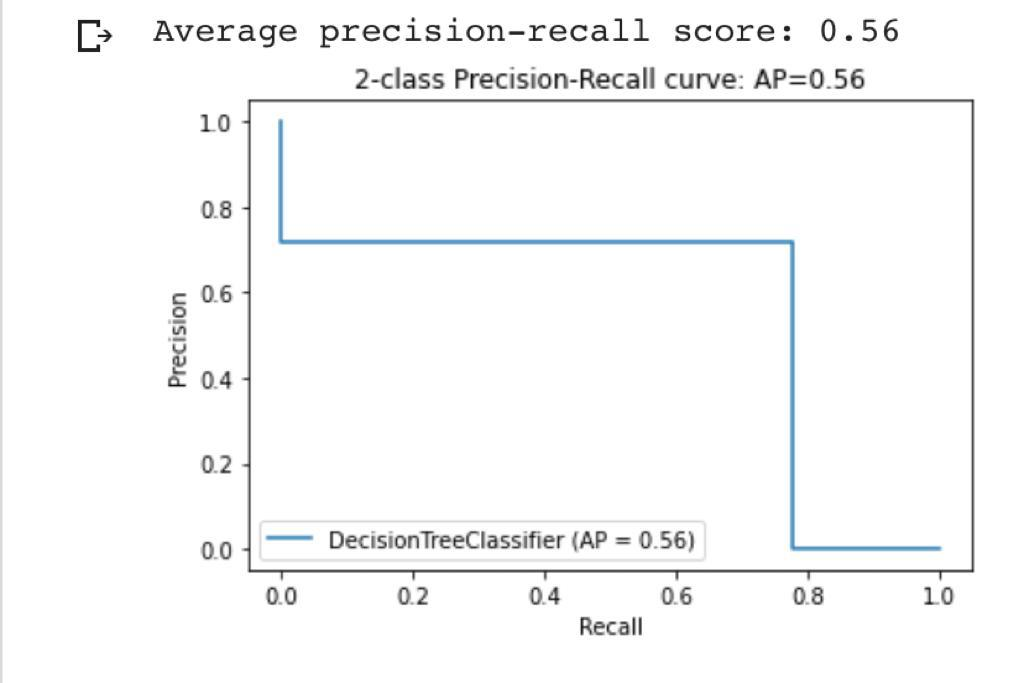 Average precision-recall score: 0.56
2-class Precision-Recall curve: AP=0.56
1.0
0.8
0.6
0.4
0.2
0.0
Precision
DecisionTreeClassifier (AP = 0.56)
0.0 0.2 0.4 0.6 0.8 1.0
Recall